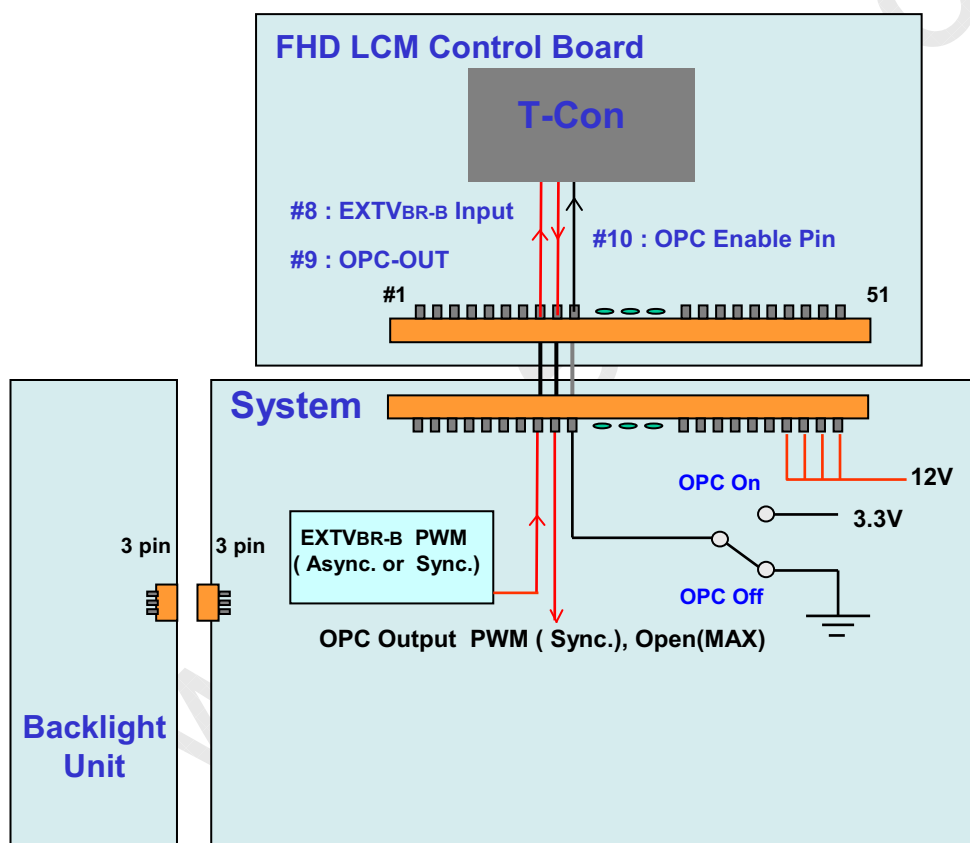 FHD LCM Control Board
T-Con
#8 : EXTVBR-B Input
#10 : OPC Enable Pin
#9 : OPC-OUT
#1
51
System
OPC On
12V
3.3V
3 pin
3 pin
EXTVBR-B PWM
( Async. or Sync.)
OPC Off
OPC Output PWM ( Sync.), Open(MAX)
Backlight
Unit